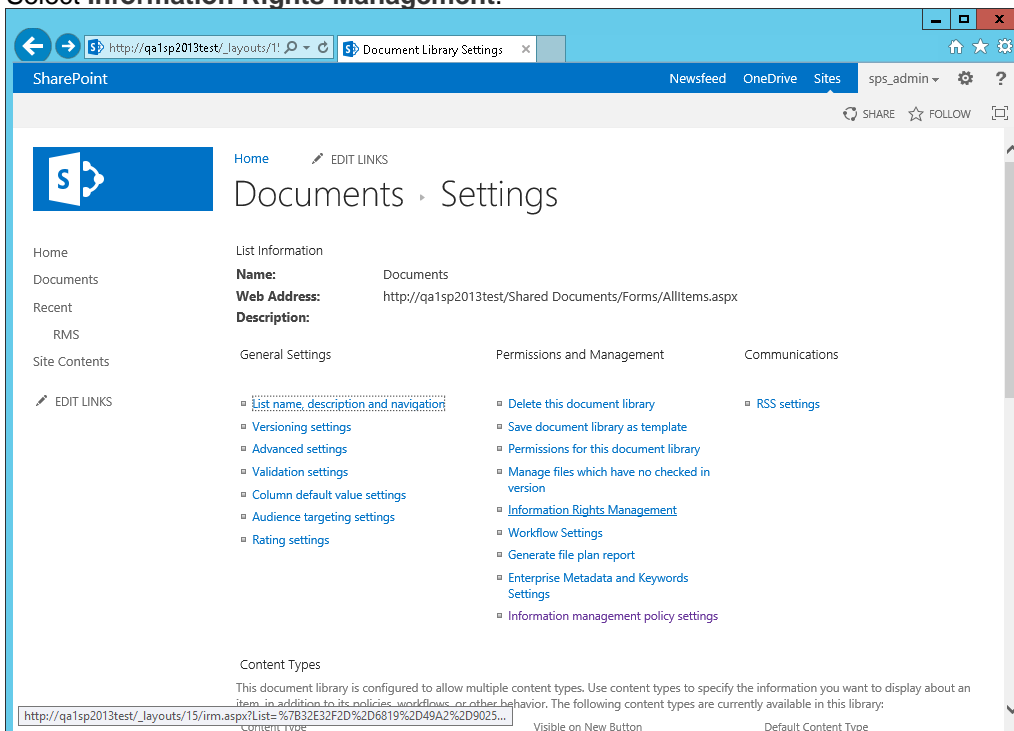 Select Information Rights Management.
http://qa1sp2013test/_layouts/1!
Document Library Settings
SharePoint
Newsfeed OneDrive Sites sps_admin ?
SHARE FOLLOW
S
Home EDIT LINKS
Documents Settings
Home
Documents
Recent
RMS
Site Contents
EDIT LINKS
List Information
Name: Documents
Web Address: http://qa1sp2013test/Shared Documents/Forms/AllItems.aspx
Description:
General Settings
List name, description and navigation
Versioning settings
Advanced settings
Validation settings
Column default value settings
Audience targeting settings
Rating settings
Permissions and Management
Delete this document library
Save document library as template
Permissions for this document library
Manage files which have no checked in
version
Information Rights Management
Workflow Settings
Generate file plan report
Enterprise Metadata and Keywords
Settings
Information management policy settings
Communications
RSS settings
Content Types
This document library is configured to allow multiple content types. Use content types to specify the information you want to display about an
item, in addition to its policies, workflows, or other behavior. The following content types are currently available in this library:
http://qa1sp2013test/_layouts/15/irm.aspx?List=%7B32E32F2D%2D6819%2D49A2%2D9025...
Content Type Visible on New Button Default Content Type